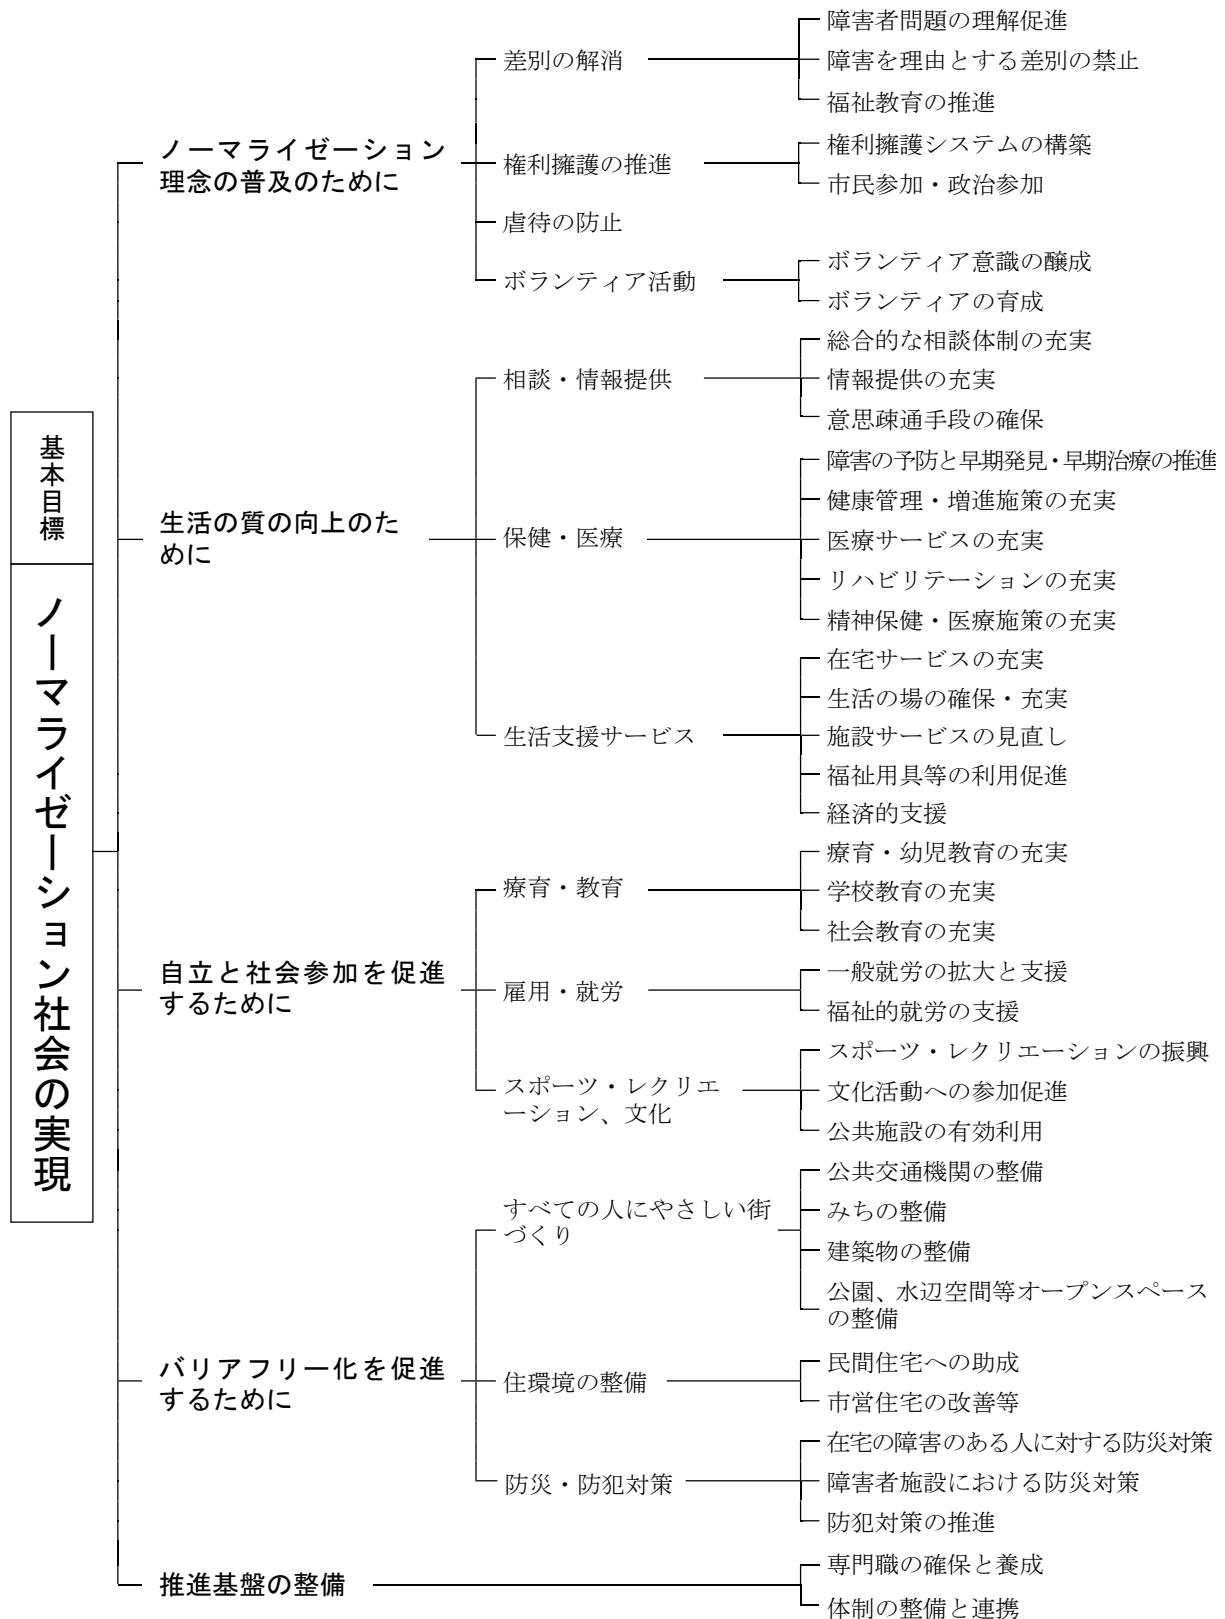 基本目標
ノーマライゼーション社会の実現
ノーマライゼーション
理念の普及のために
差別の解消
障害者問題の理解促進
障害を理由とする差別の禁止
福祉教育の推進
権利擁護の推進
権利擁護システムの構築
市民参加・政治参加
虐待の防止
ボランティア活動
ボランティア意識の醸成
ボランティアの育成
生活の質の向上のた
めに
相談・情報提供
総合的な相談体制の充実
情報提供の充実
意思疎通手段の確保
保健・医療
障害の予防と早期発見・早期治療の推進
健康管理・増進施策の充実
医療サービスの充実
リハビリテーションの充実
精神保健・医療施策の充実
生活支援サービス
在宅サービスの充実
生活の場の確保・充実
施設サービスの見直し
福祉用具等の利用促進
経済的支援
自立と社会参加を促進
するために
療育・教育
療育・幼児教育の充実
学校教育の充実
社会教育の充実
雇用・就労
一般就労の拡大と支援
福祉的就労の支援
スポーツ・レクリエ
ーション、文化
スポーツ・レクリエーションの振興
文化活動への参加促進
公共施設の有効利用
バリアフリー化を促進
するために
すべての人にやさしい街
づくり
公共交通機関の整備
みちの整備
建築物の整備
公園、水辺空間等オープンスペース
の整備
住環境の整備
民間住宅への助成
市営住宅の改善等
防災・防犯対策
在宅の障害のある人に対する防災対策
障害者施設における防災対策
防犯対策の推進
推進基盤の整備
専門職の確保と養成
体制の整備と連携